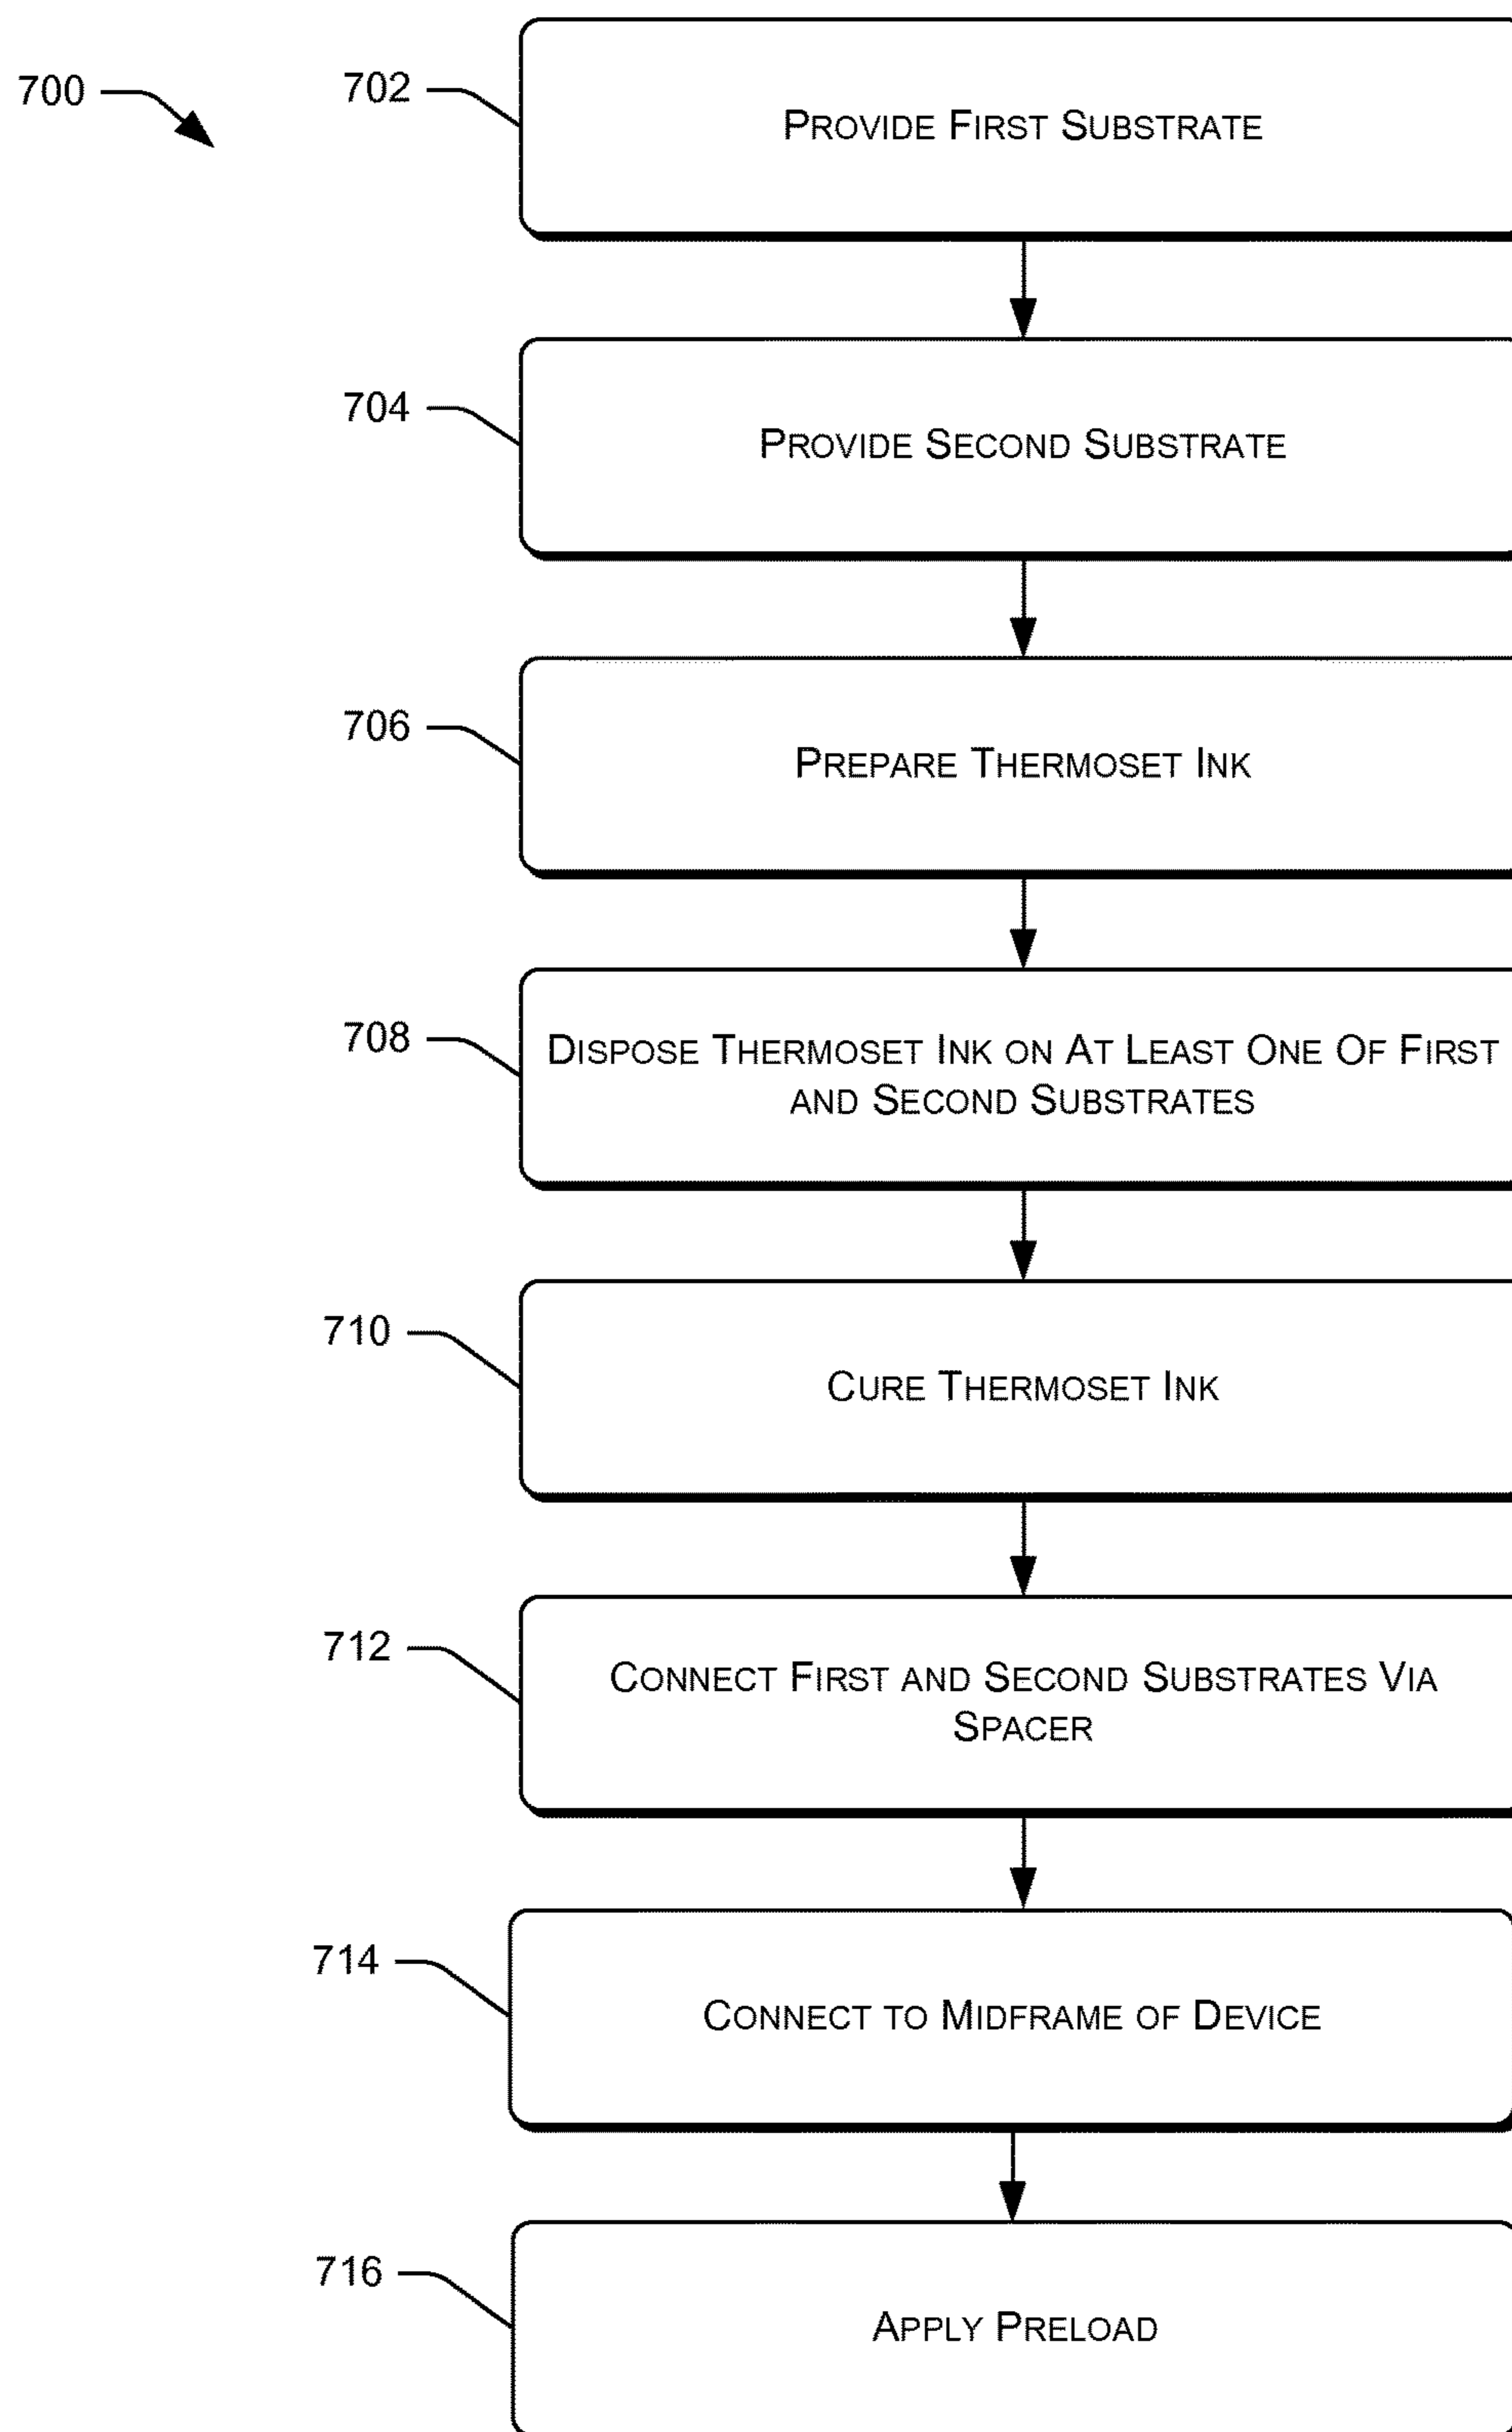 700
702
PROVIDE FIRST SUBSTRATE
704
PROVIDE SECOND SUBSTRATE
706
PREPARE THERMOSET INK
708
DISPOSE THERMOSET INK ON AT LEAST ONE OF FIRST
AND SECOND SUBSTRATES
710
CURE THERMOSET INK
712
CONNECT FIRST AND SECOND SUBSTRATES VIA
SPACER
714
CONNECT TO MIDFRAME OF DEVICE
716
APPLY PRELOAD